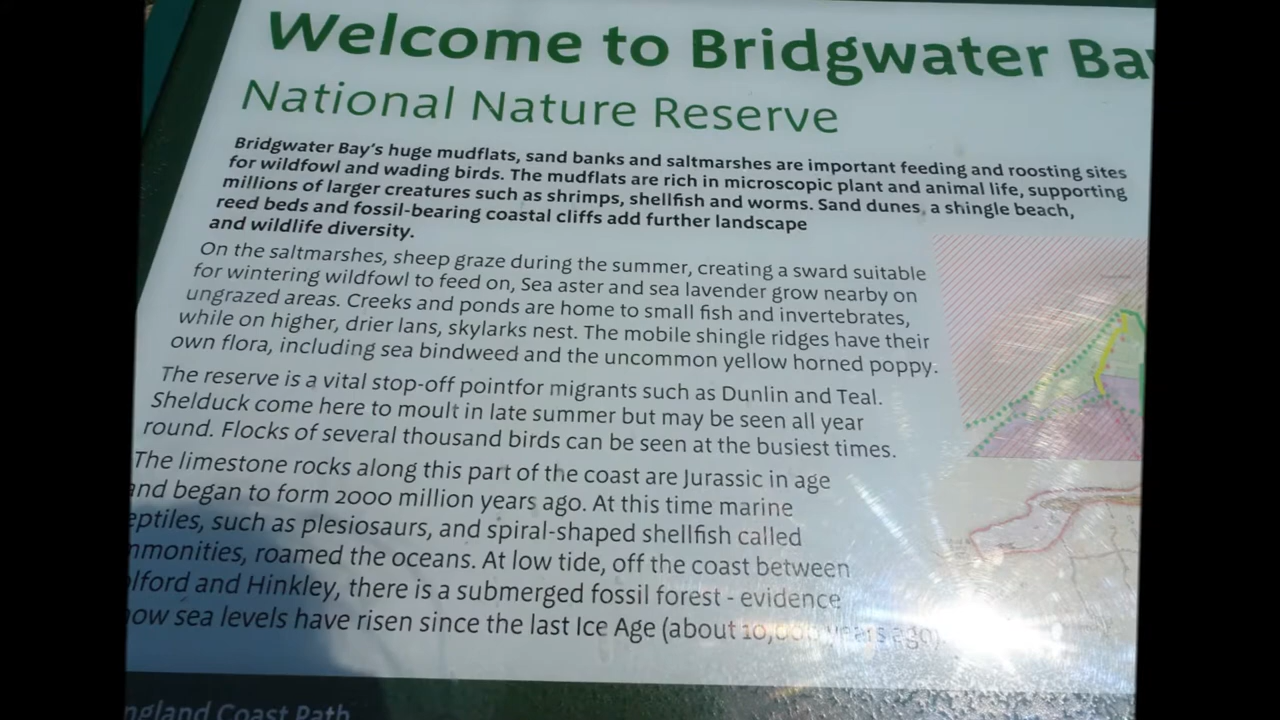 Welcome to Bridgwater Bay
National Nature Reserve
Bridgwater Bay's huge mudflats, sand banks and saltmarshes are important feeding and roosting sites
for wildfowl and wading birds. The mudflats are rich in microscopic plant and animal life, supporting
millions of larger creatures such as shrimps, shellfish and worms. Sand dunes, a shingle beach,
reed beds and fossil-bearing coastal cliffs add further landscape
and wildlife diversity.
On the saltmarshes, sheep graze during the summer, creating a sward suitable
for wintering wildfowl to feed on, Sea aster and sea lavender grow nearby on
ungrazed areas. Creeks and ponds are home to small fish and invertebrates,
while on higher, drier lans, skylarks nest. The mobile shingle ridges have their
own flora, including sea bindweed and the uncommon yellow horned poppy.
The reserve is a vital stop-off pointfor migrants such as Dunlin and Teal.
Shelduck come here to moult in late summer but may be seen all year
round. Flocks of several thousand birds can be seen at the busiest times.
The limestone rocks along this part of the coast are Jurassic in age
and began to form 2000 million years ago. At this time marine
eptiles, such as plesiosaurs, and spiral-shaped shellfish called
mmonities, roamed the oceans. At low tide, off the coast between
lford and Hinkley, there is a submerged fossil forest - evidence
how sea levels have risen since the last Ice Age (about 10,000 years ago)
ngland Coast Path